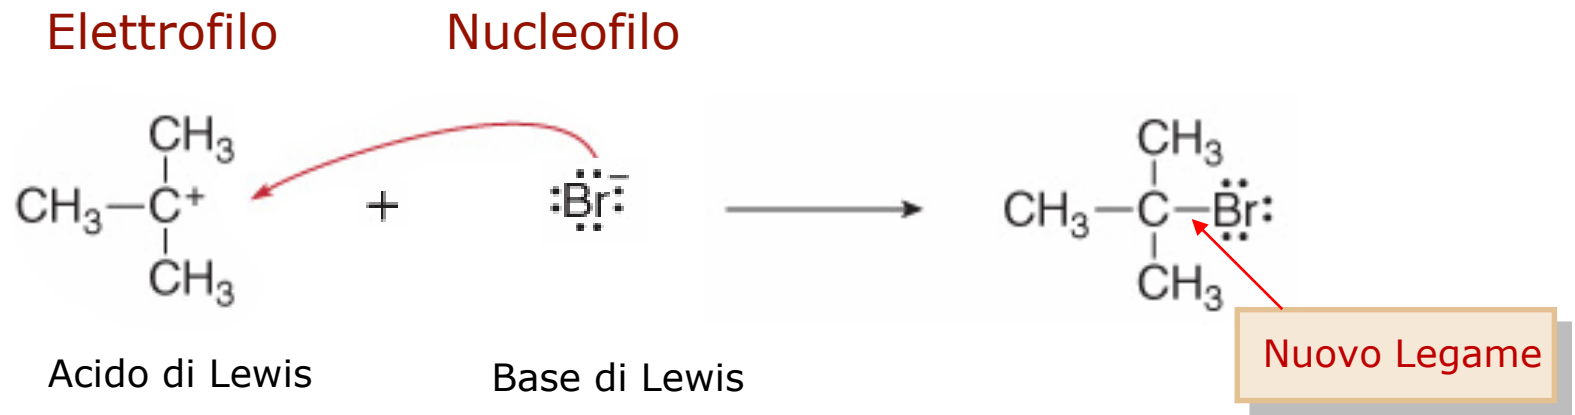 Elettrofilo Nucleofilo
CH₃ CH₃
CH₃—C⁺ + :Br:⁻ CH₃—C—Br:
CH₃ CH₃
Nuovo Legame
Acido di Lewis Base di Lewis